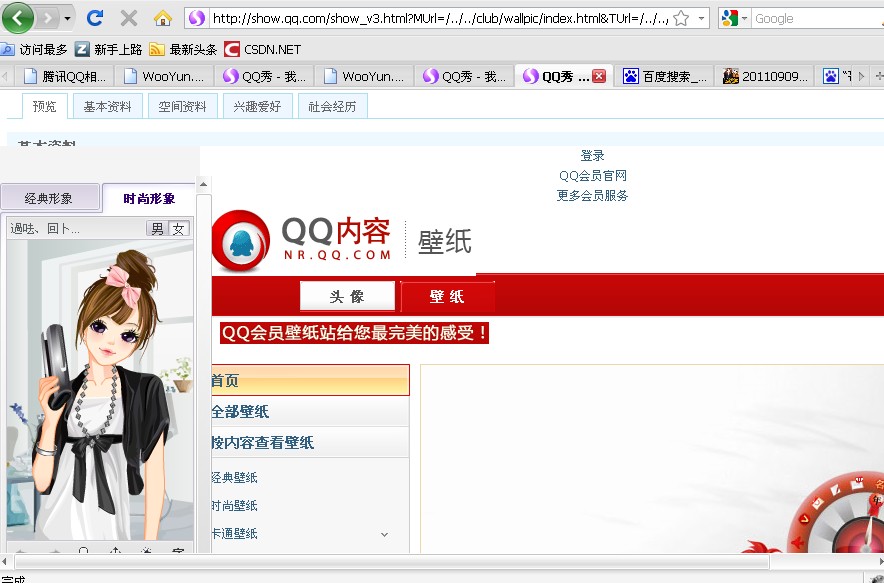 http://show.qq.com/show_v3.html?MUrl=/../../club/wallpic/index.html&TUrl=/../../
Google
访问最多 新手上路 最新头条 CSDN.NET
腾讯QQ相... WooYun.... QQ秀 - 我... WooYun.... QQ秀 - 我... QQ秀 ... 百度搜索_... 20110909...
预览 基本资料 空间资料 兴趣爱好 社会经历
基本资料
登录
QQ会员官网
更多会员服务
经典形象 时尚形象
男 女
QQ内容 壁纸
NR.QQ.COM
头像 壁纸
QQ会员壁纸站给您最完美的感受！
首页
全部壁纸
按内容查看壁纸
经典壁纸
时尚壁纸
卡通壁纸
完成